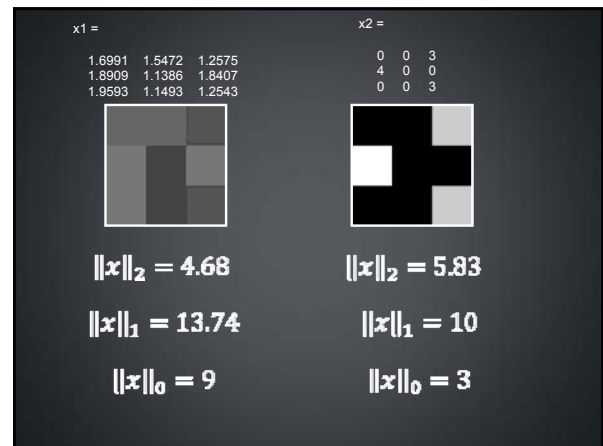 x1 =
1.6991 1.5472 1.2575
1.8909 1.1386 1.8407
1.9593 1.1493 1.2543
‖x‖₂ = 4.68
‖x‖₁ = 13.74
‖x‖₀ = 9
x2 =
0 0 3
4 0 0
0 0 3
‖x‖₂ = 5.83
‖x‖₁ = 10
‖x‖₀ = 3